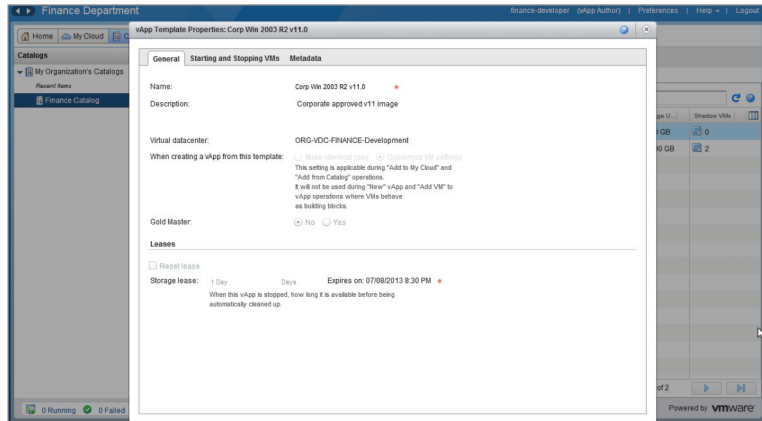 Finance Department
finance-developer (vApp Author) | Preferences | Help | Logout
Home My Cloud
vApp Template Properties: Corp Win 2003 R2 v11.0
Catalogs
My Organization's Catalogs
Recent Items
Finance Catalog
General Starting and Stopping VMs Metadata
Name: Corp Win 2003 R2 v11.0 *
Description: Corporate approved v11 image
Virtual datacenter: ORG-VDC-FINANCE-Development
When creating a vApp from this template: Make identical copy Customize VM settings
This setting is applicable during "Add to My Cloud" and
"Add from Catalog" operations.
It will not be used during "New" vApp and "Add VM" to
vApp operations where VMs behave
as building blocks.
Gold Master: No Yes
Leases
Reset lease
Storage lease: 1 Day Days Expires on: 07/08/2013 8:30 PM *
When this vApp is stopped, how long it is available before being
automatically cleaned up.
Shadow VMs
GB 0
GB 2
of 2
0 Running 0 Failed
Powered by vmware